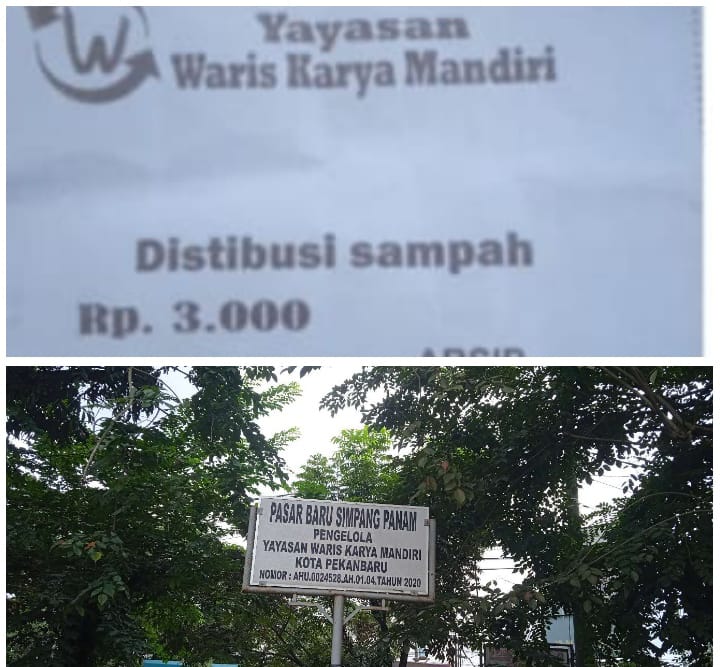 W
Yayasan
Waris Karya Mandiri
Distibusi sampah
Rp. 3.000
ARSIP
PASAR BARU SIMPANG PANAM
PENGELOLA
YAYASAN WARIS KARYA MANDIRI
KOTA PEKANBARU
NOMOR : AHU.0024528.AH.01.04.TAHUN 2020